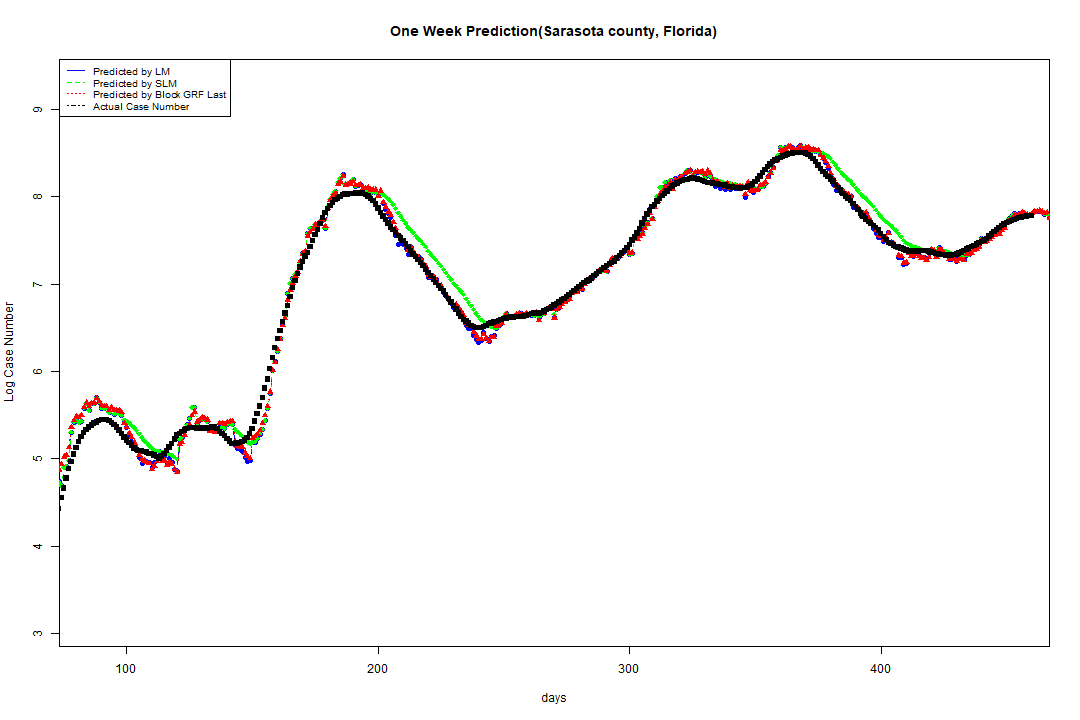 One Week Prediction(Sarasota county, Florida)
Predicted by LM
Predicted by SLM
Predicted by Block GRF Last
Actual Case Number
9
8
7
6
5
4
3
Log Case Number
100 200 300 400
days